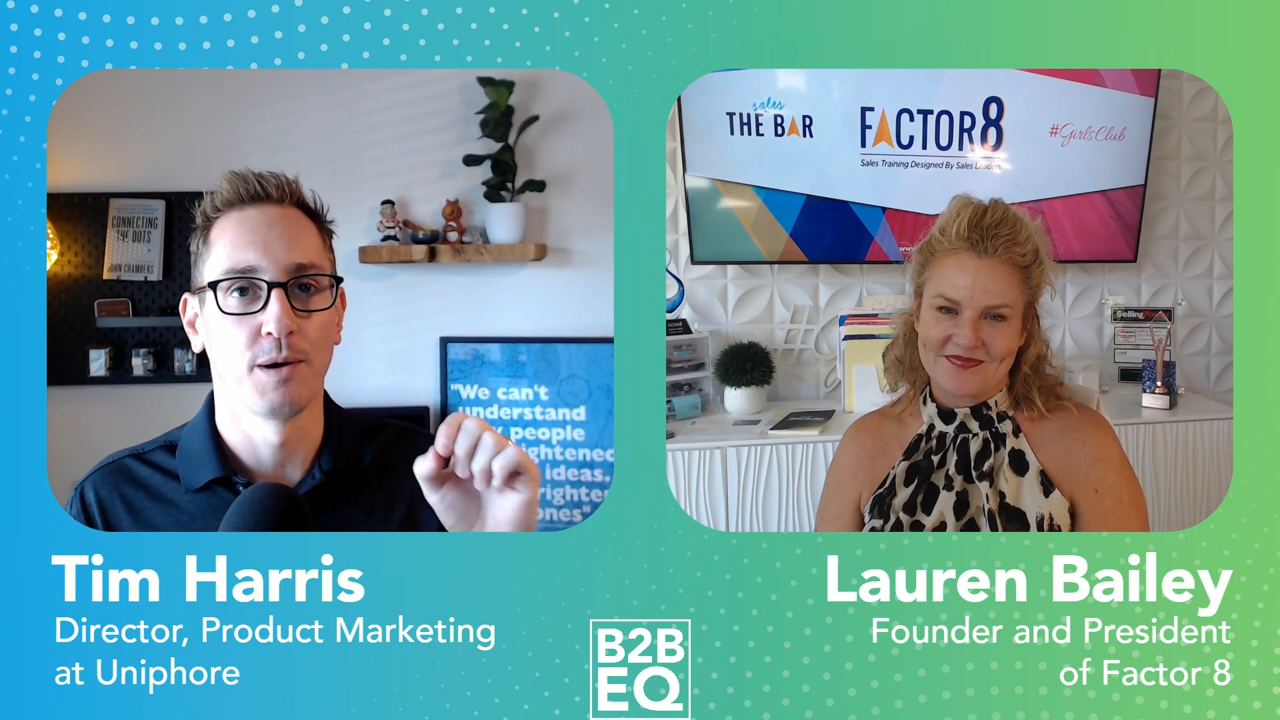 CONNECTING
THE DOTS
JOHN CHAMBERS
"We can't
understand
people
ideas.
ones"
sales
THE BAR
FACTOR8
Sales Training Designed By Sales Leaders
#GirlsClub
Selling
Tim Harris
Director, Product Marketing
at Uniphore
Lauren Bailey
Founder and President
of Factor 8
B2B
EQ